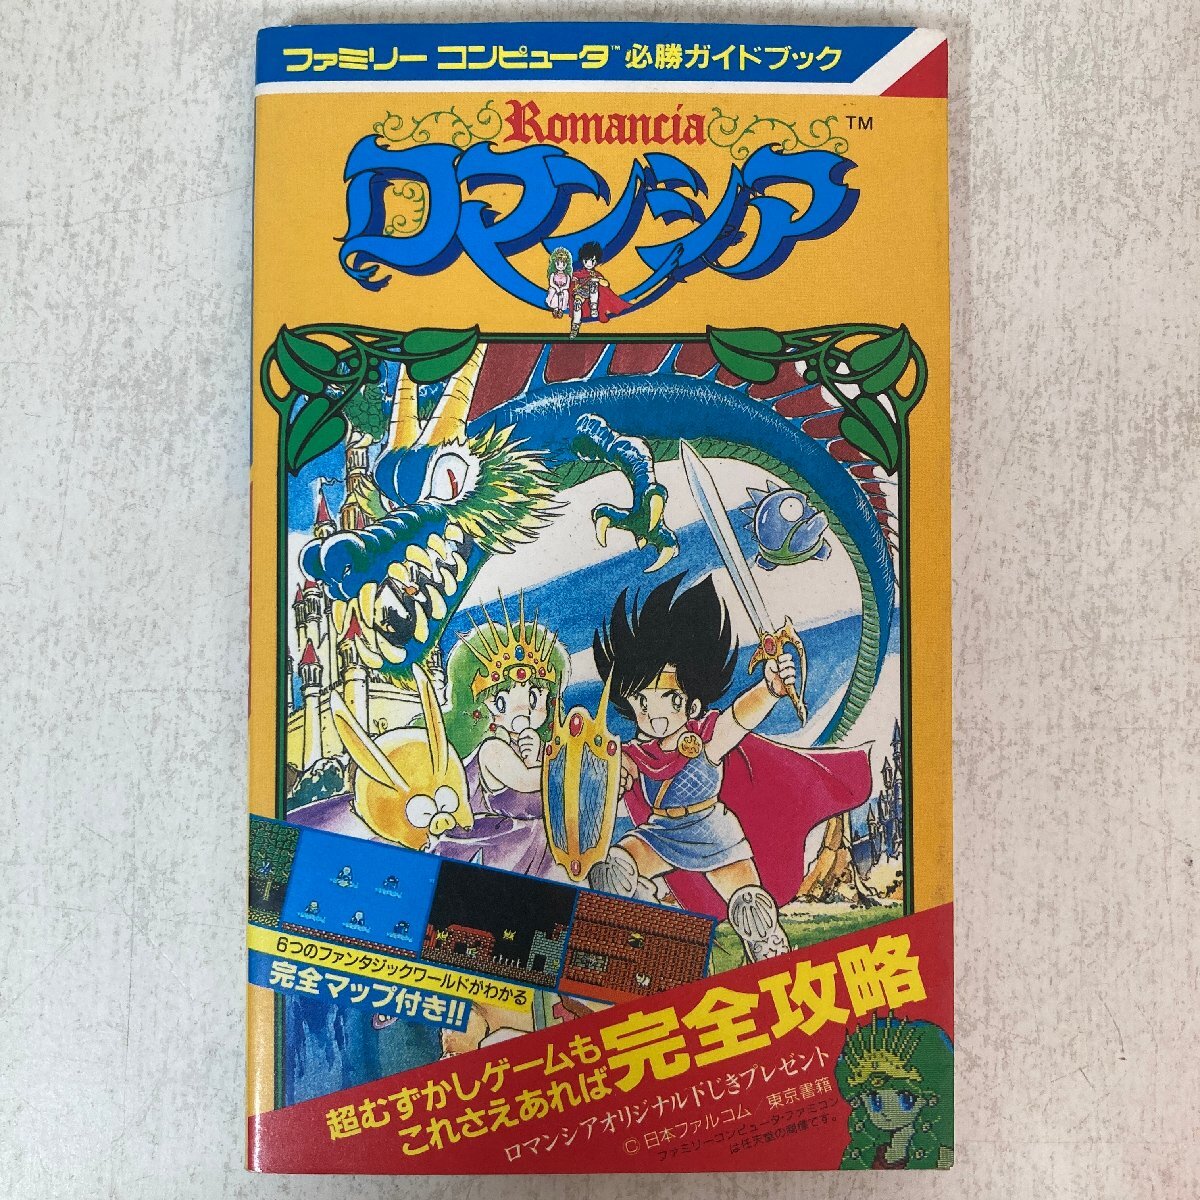 ファミリー コンピュータ™ 必勝ガイドブック
Romancia
ロマンシア™
6つのファンタジックワールドがわかる
完全マップ付き!!
超むずかしゲームも
これさえあれば
完全攻略
ロマンシアオリジナル下じきプレゼント
©日本ファルコム 東京書籍
ファミリーコンピュータ・ファミコン
は任天堂の商標です。